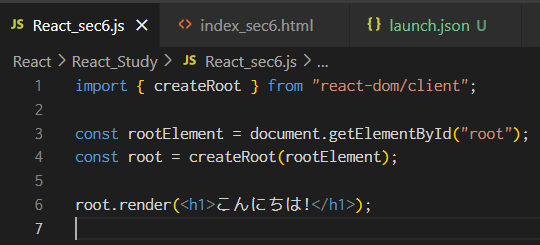 JS React_sec6.js <> index_sec6.html {} launch.json U
React > React_Study > JS React_sec6.js > ...
1 import { createRoot } from "react-dom/client";
2
3 const rootElement = document.getElementById("root");
4 const root = createRoot(rootElement);
5
6 root.render(<h1>こんにちは!</h1>);
7